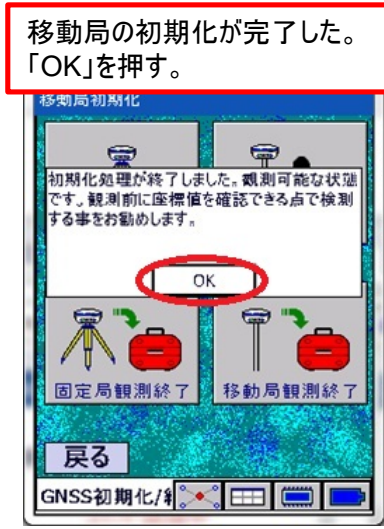 移動局の初期化が完了した。
「OK」を押す。
移動局初期化
初期化処理が終了しました。観測可能な状態
です。観測前に座標値を確認できる点で検測
する事をお勧めします。
OK
固定局観測終了
移動局観測終了
戻る
GNSS初期化/